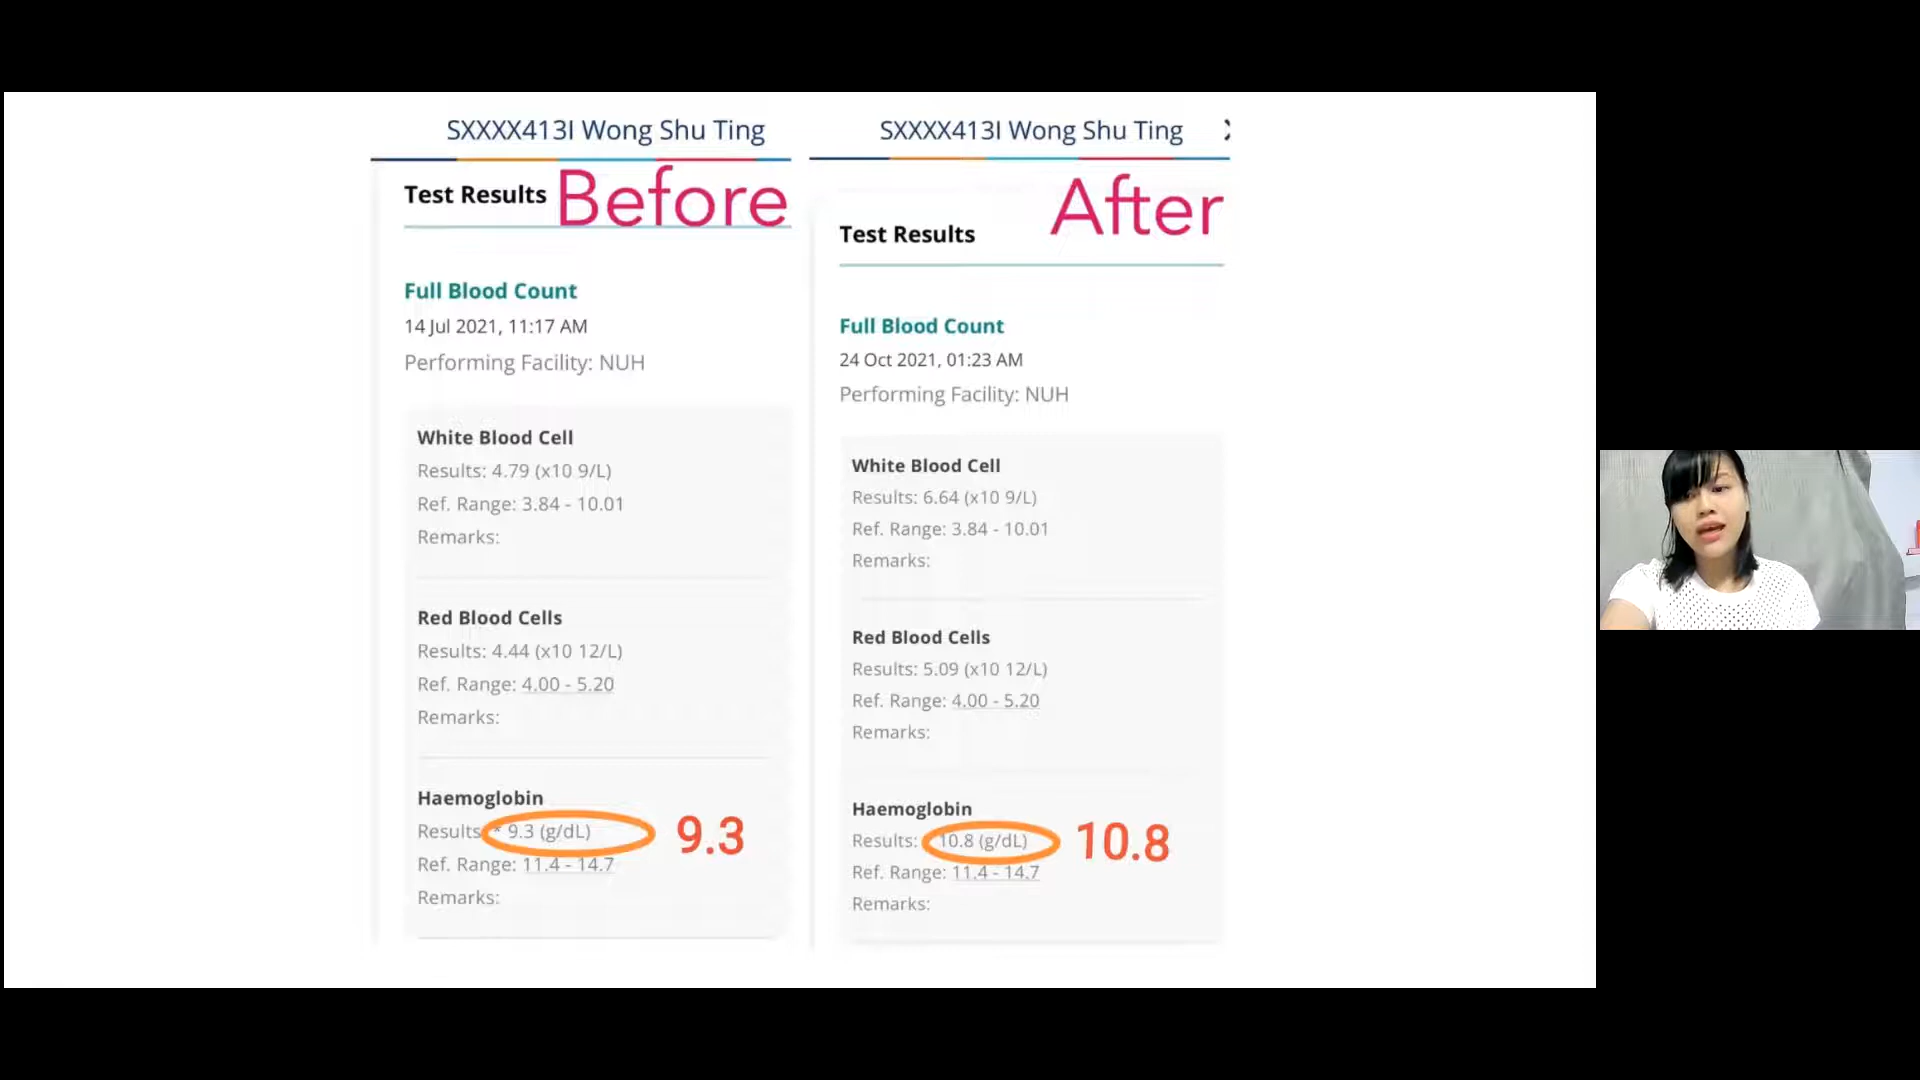 SXXXX413I Wong Shu Ting
Test Results
Before
Full Blood Count
14 Jul 2021, 11:17 AM
Performing Facility: NUH
White Blood Cell
Results: 4.79 (x10 9/L)
Ref. Range: 3.84 - 10.01
Remarks:
Red Blood Cells
Results: 4.44 (x10 12/L)
Ref. Range: 4.00 - 5.20
Remarks:
Haemoglobin
Results: * 9.3 (g/dL)
9.3
Ref. Range: 11.4 - 14.7
Remarks:
SXXXX413I Wong Shu Ting
After
Test Results
Full Blood Count
24 Oct 2021, 01:23 AM
Performing Facility: NUH
White Blood Cell
Results: 6.64 (x10 9/L)
Ref. Range: 3.84 - 10.01
Remarks:
Red Blood Cells
Results: 5.09 (x10 12/L)
Ref. Range: 4.00 - 5.20
Remarks:
Haemoglobin
Results: 10.8 (g/dL)
10.8
Ref. Range: 11.4 - 14.7
Remarks: